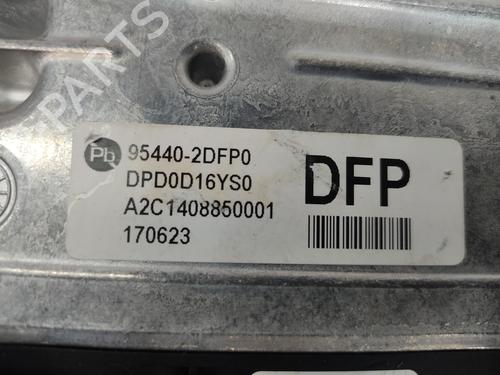 PARTS
Pb 95440-2DFP0
DPD0D16YS0
A2C1408850001
170623
DFP